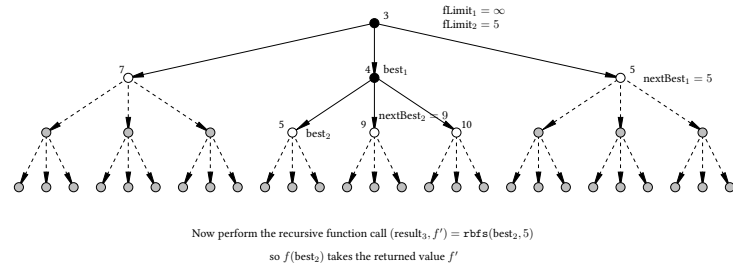 3
fLimit₁ = ∞
fLimit₂ = 5
7
4
best₁
5
nextBest₁ = 5
5
best₂
9
nextBest₂ = 9
10
Now perform the recursive function call (result₃, f′) = rbfs(best₂, 5)
so f(best₂) takes the returned value f′